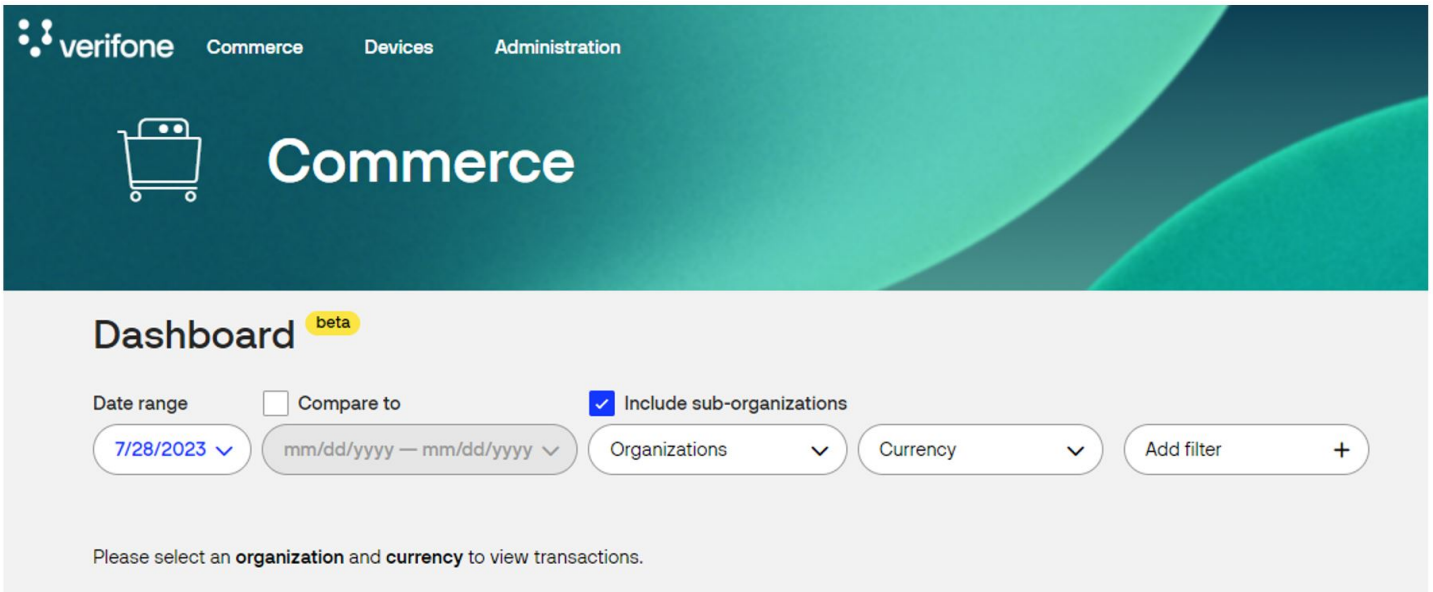 verifone Commerce Devices Administration
Commerce
Dashboard beta
Date range Compare to Include sub-organizations
7/28/2023 mm/dd/yyyy — mm/dd/yyyy Organizations Currency Add filter +
Please select an organization and currency to view transactions.